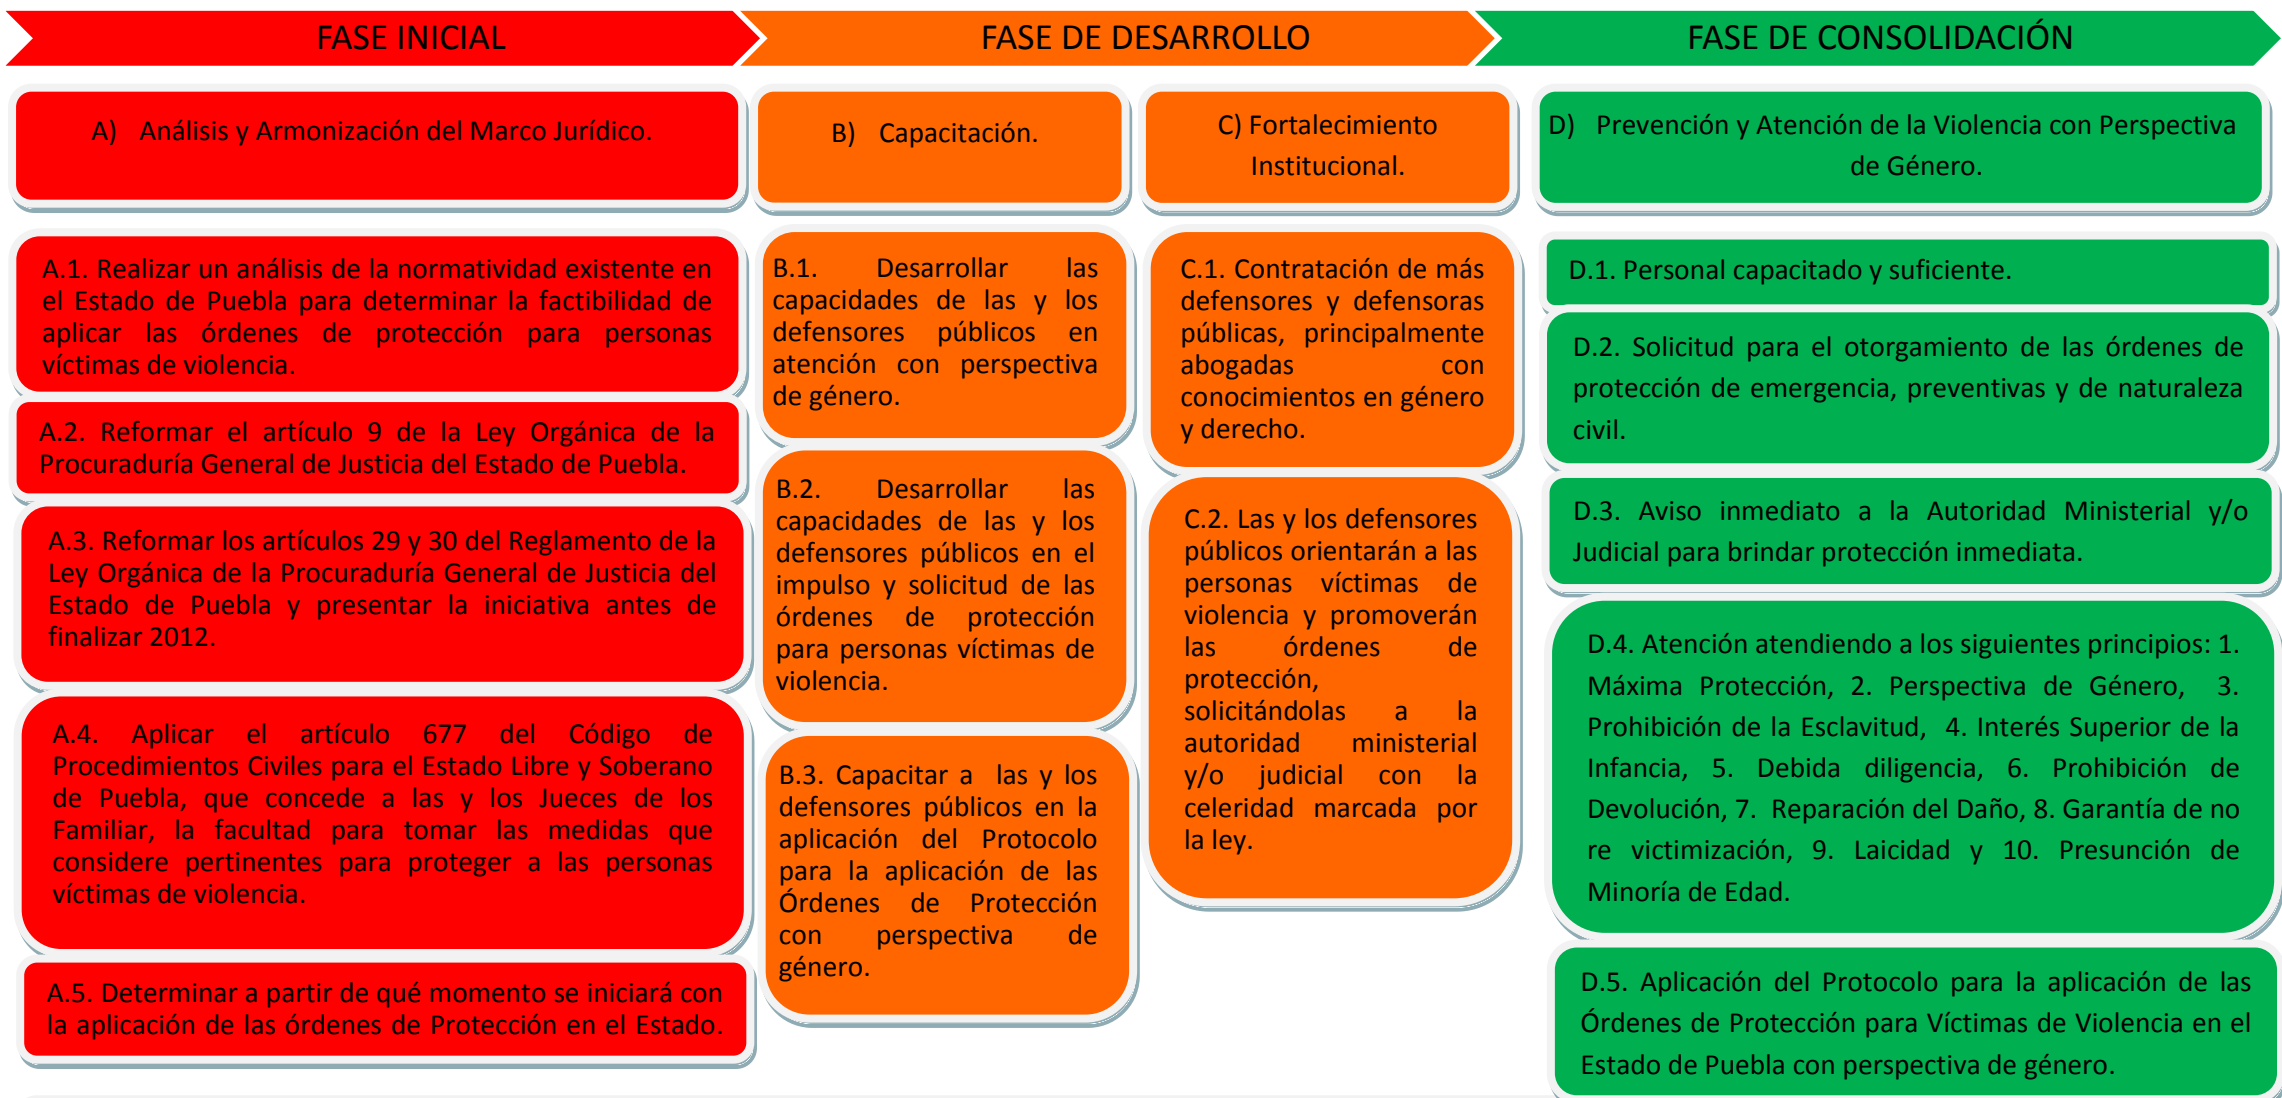 FASE INICIAL
FASE DE DESARROLLO
FASE DE CONSOLIDACIÓN
A) Análisis y Armonización del Marco Jurídico.
A.1. Realizar un análisis de la normatividad existente en
el Estado de Puebla para determinar la factibilidad de
aplicar las órdenes de protección para personas
víctimas de violencia.
A.2. Reformar el artículo 9 de la Ley Orgánica de la
Procuraduría General de Justicia del Estado de Puebla.
A.3. Reformar los artículos 29 y 30 del Reglamento de la
Ley Orgánica de la Procuraduría General de Justicia del
Estado de Puebla y presentar la iniciativa antes de
finalizar 2012.
A.4. Aplicar el artículo 677 del Código de
Procedimientos Civiles para el Estado Libre y Soberano
de Puebla, que concede a las y los Jueces de los
Familiar, la facultad para tomar las medidas que
considere pertinentes para proteger a las personas
víctimas de violencia.
A.5. Determinar a partir de qué momento se iniciará con
la aplicación de las órdenes de Protección en el Estado.
B) Capacitación.
B.1. Desarrollar las
capacidades de las y los
defensores públicos en
atención con perspectiva
de género.
B.2. Desarrollar las
capacidades de las y los
defensores públicos en el
impulso y solicitud de las
órdenes de protección
para personas víctimas de
violencia.
B.3. Capacitar a las y los
defensores públicos en la
aplicación del Protocolo
para la aplicación de las
Órdenes de Protección
con perspectiva de
género.
C) Fortalecimiento
Institucional.
C.1. Contratación de más
defensores y defensoras
públicas, principalmente
abogadas con
conocimientos en género
y derecho.
C.2. Las y los defensores
públicos orientarán a las
personas víctimas de
violencia y promoverán
las órdenes de
protección,
solicitándolas a la
autoridad ministerial
y/o judicial con la
celeridad marcada por
la ley.
D) Prevención y Atención de la Violencia con Perspectiva
de Género.
D.1. Personal capacitado y suficiente.
D.2. Solicitud para el otorgamiento de las órdenes de
protección de emergencia, preventivas y de naturaleza
civil.
D.3. Aviso inmediato a la Autoridad Ministerial y/o
Judicial para brindar protección inmediata.
D.4. Atención atendiendo a los siguientes principios: 1.
Máxima Protección, 2. Perspectiva de Género, 3.
Prohibición de la Esclavitud, 4. Interés Superior de la
Infancia, 5. Debida diligencia, 6. Prohibición de
Devolución, 7. Reparación del Daño, 8. Garantía de no
re victimización, 9. Laicidad y 10. Presunción de
Minoría de Edad.
D.5. Aplicación del Protocolo para la aplicación de las
Órdenes de Protección para Víctimas de Violencia en el
Estado de Puebla con perspectiva de género.